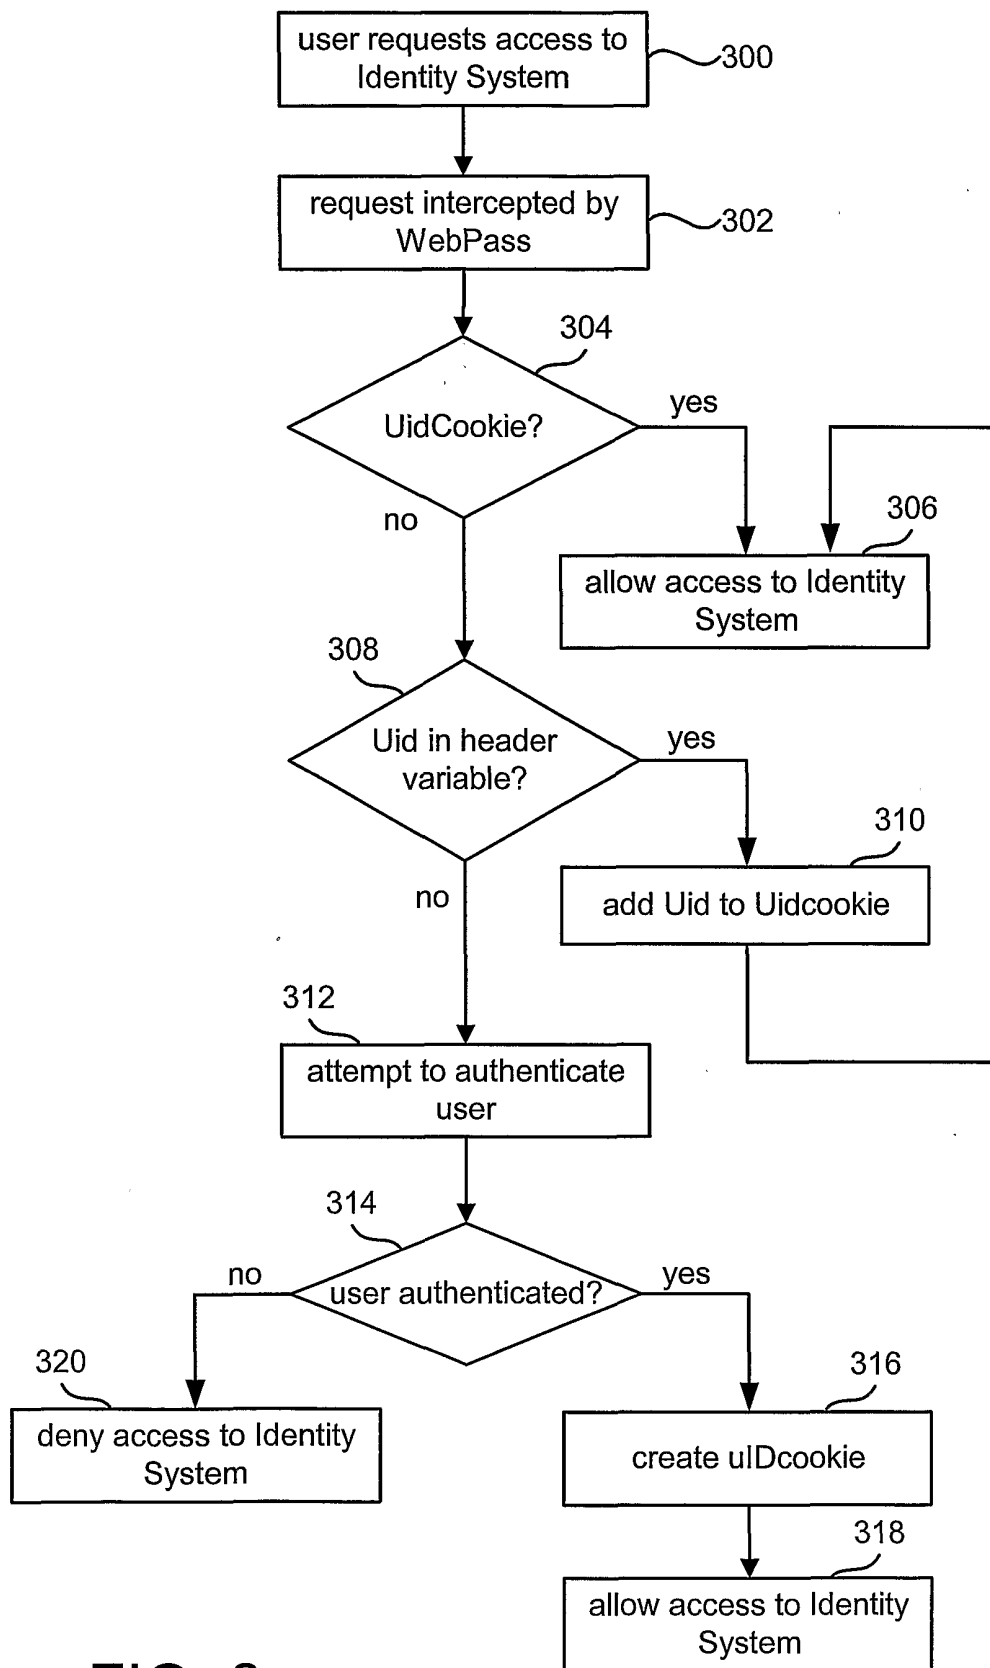 user requests access to
Identity System
300
request intercepted by
WebPass
302
304
UidCookie?
yes
no
306
allow access to Identity
System
308
Uid in header
variable?
yes
no
310
add Uid to Uidcookie
312
attempt to authenticate
user
314
user authenticated?
no
yes
320
deny access to Identity
System
316
create uIDcookie
318
allow access to Identity
System